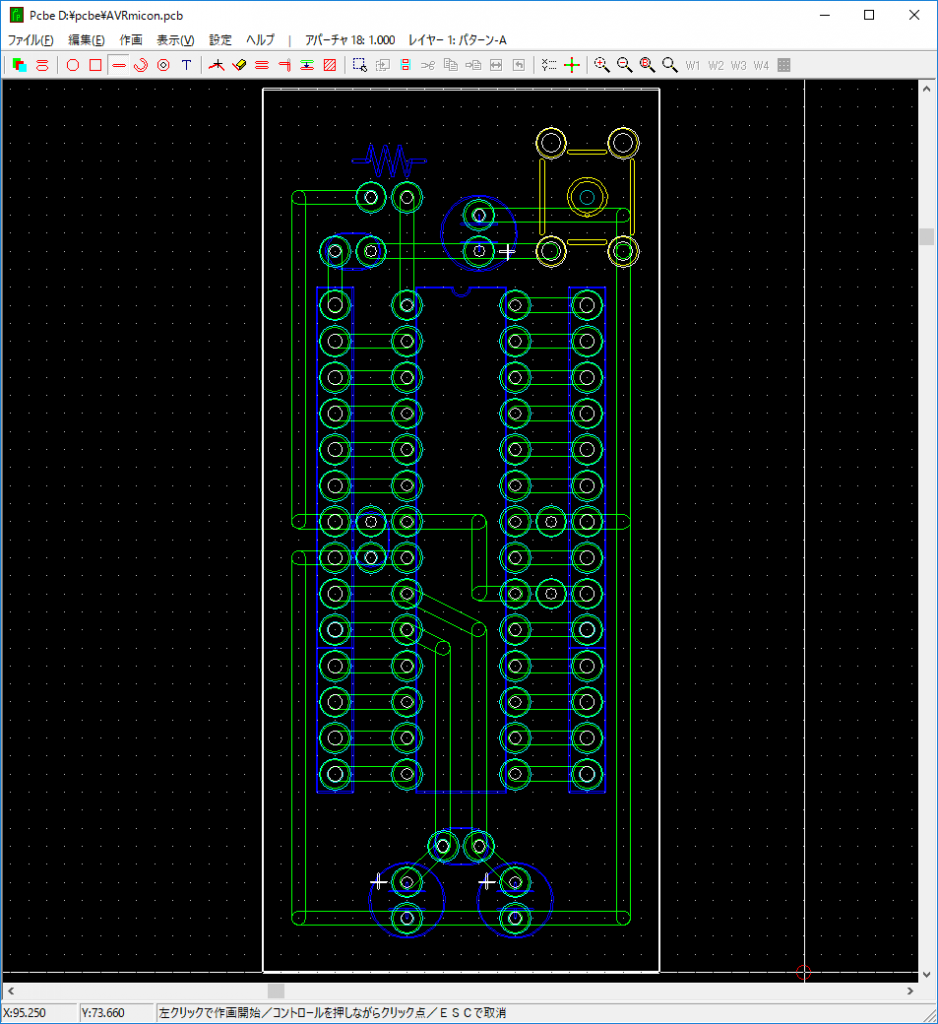 Pcbe D:¥pcbe¥AVRmicon.pcb
ファイル(F) 編集(E) 作画 表示(V) 設定 ヘルプ | アパーチャ 18: 1.000 レイヤー 1: パターン-A
T W1 W2 W3 W4
X:95.250 Y:73.660 左クリックで作画開始／コントロールを押しながらクリック点／ＥＳＣで取消